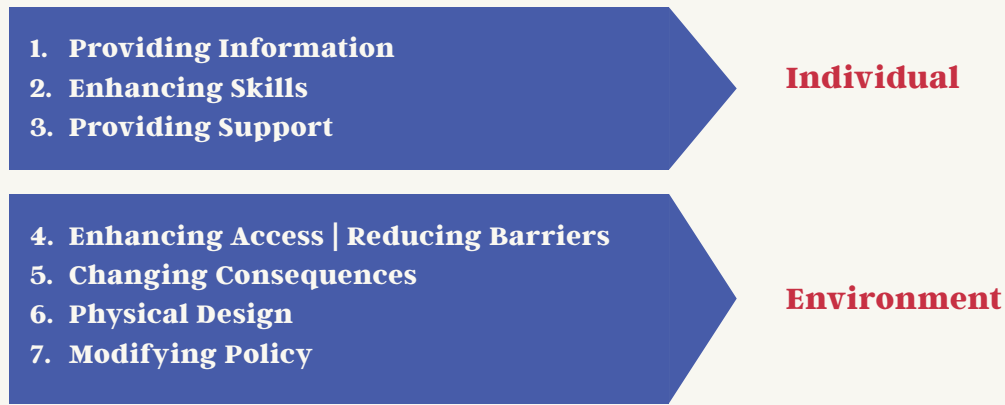 1. Providing Information
2. Enhancing Skills
3. Providing Support
Individual
4. Enhancing Access | Reducing Barriers
5. Changing Consequences
6. Physical Design
7. Modifying Policy
Environment